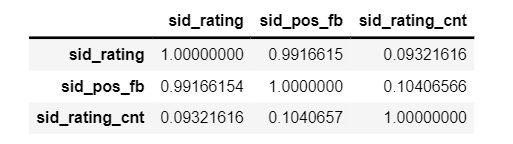 sid_rating sid_pos_fb sid_rating_cnt
sid_rating 1.00000000 0.9916615 0.09321616
sid_pos_fb 0.99166154 1.0000000 0.10406566
sid_rating_cnt 0.09321616 0.1040657 1.00000000